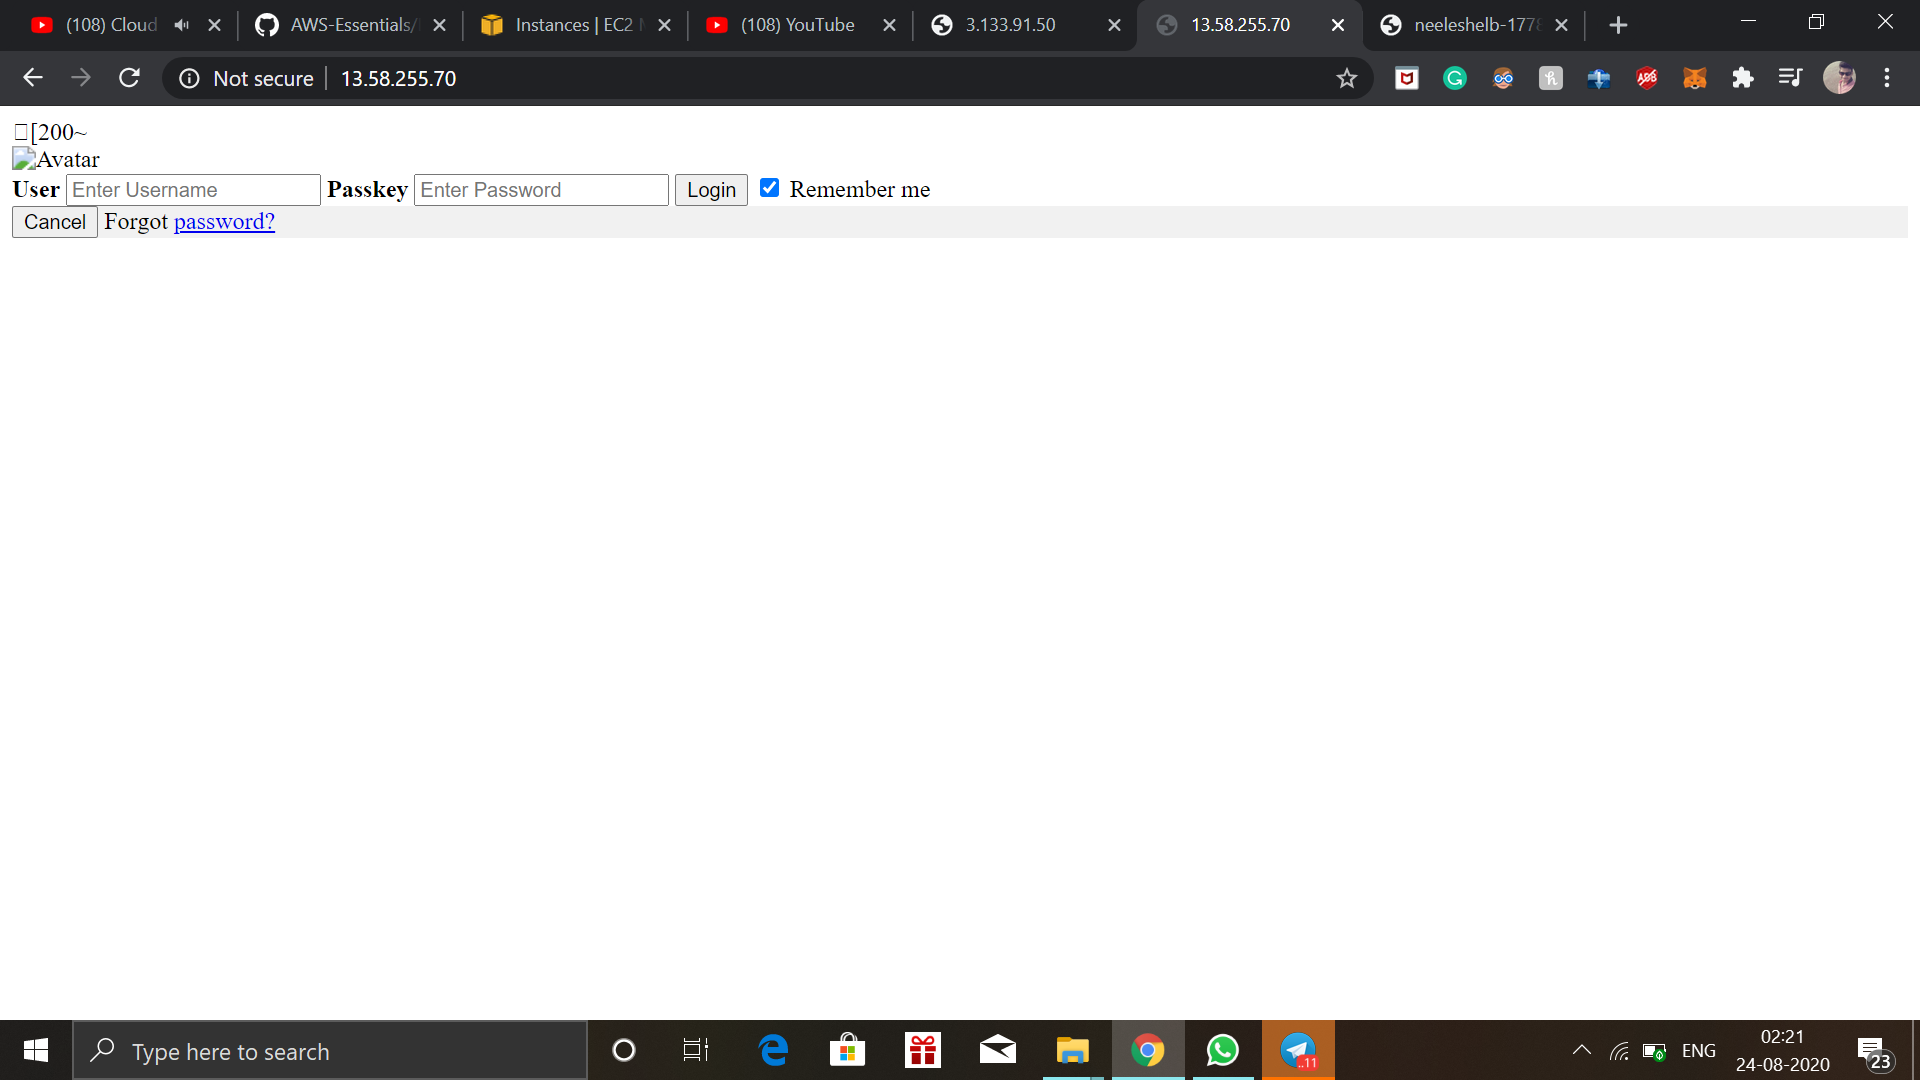 (108) Cloud
AWS-Essentials/
Instances | EC2
(108) YouTube
3.133.91.50
13.58.255.70
neeleshelb-1778
Not secure
13.58.255.70
[200~
Avatar
User Enter Username Passkey Enter Password Login Remember me
Cancel Forgot password?
Type here to search
..11
ENG
02:21
24-08-2020
23